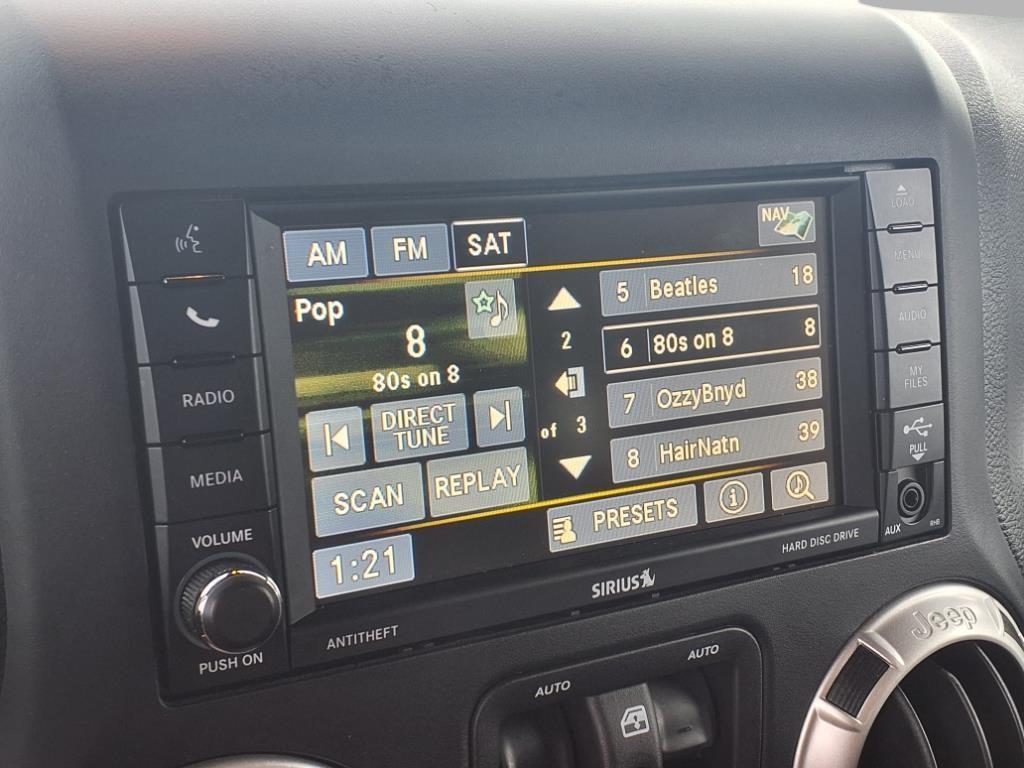 AM FM SAT NAV
Pop
8
80s on 8
DIRECT
TUNE
SCAN REPLAY
1:21
2
of 3
5 Beatles 18
6 80s on 8 8
7 OzzyBnyd 38
8 HairNatn 39
PRESETS
i
RADIO
MEDIA
VOLUME
PUSH ON
ANTITHEFT
SIRIUS
HARD DISC DRIVE
LOAD
MENU
AUDIO
MY
FILES
PULL
AUX RHB
AUTO AUTO
Jeep